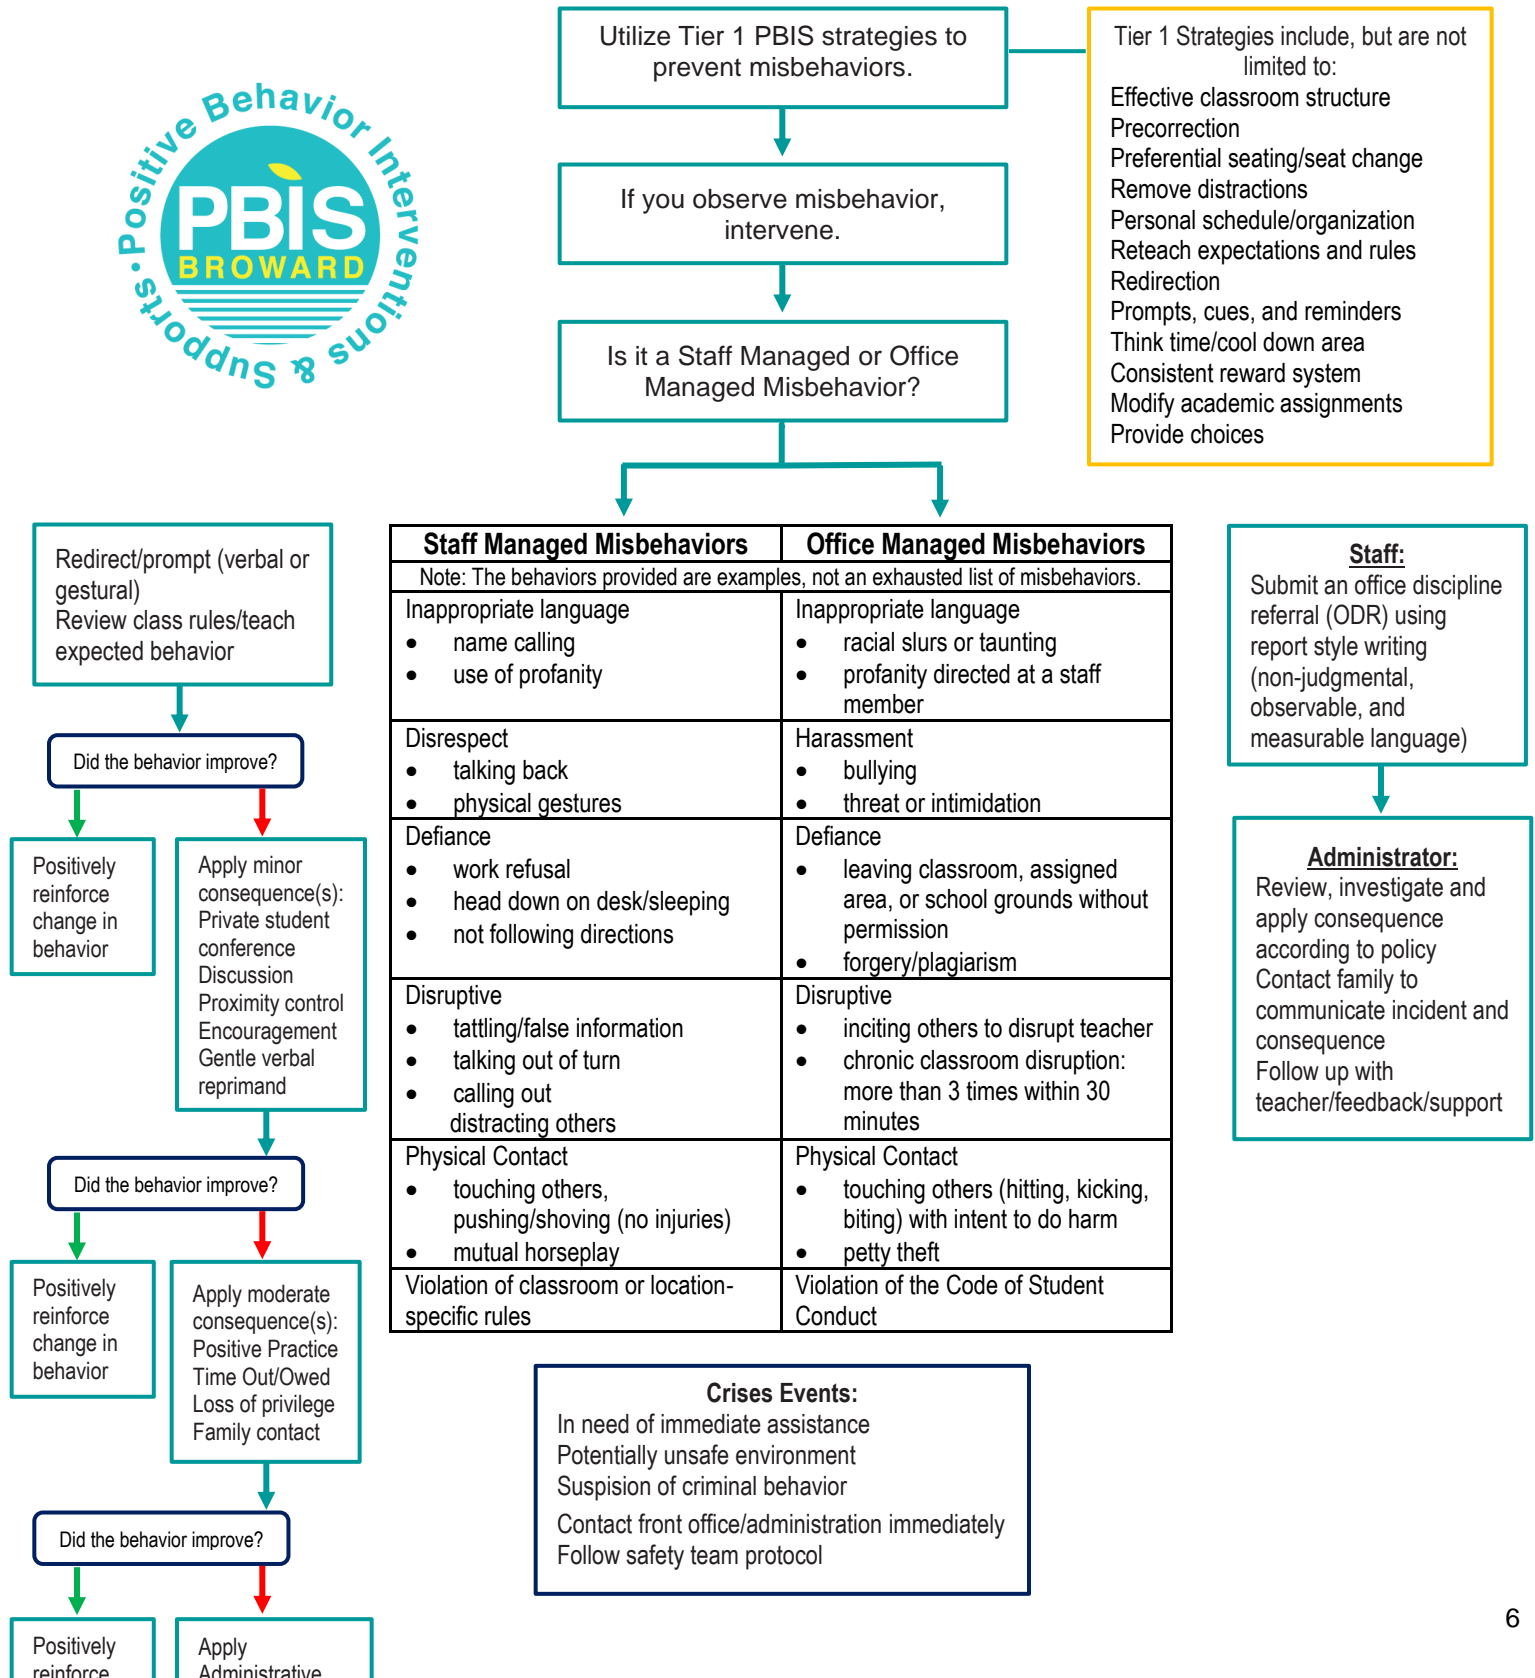 Utilize Tier 1 PBIS strategies to
prevent misbehaviors.
Tier 1 Strategies include, but are not
limited to:
Effective classroom structure
Precorrection
Preferential seating/seat change
Remove distractions
Personal schedule/organization
Reteach expectations and rules
Redirection
Prompts, cues, and reminders
Think time/cool down area
Consistent reward system
Modify academic assignments
Provide choices
Positive Behavior Interventions & Supports
PBIS
BROWARD
If you observe misbehavior,
intervene.
Is it a Staff Managed or Office
Managed Misbehavior?
Redirect/prompt (verbal or
gestural)
Review class rules/teach
expected behavior
Did the behavior improve?
Positively
reinforce
change in
behavior
Apply minor
consequence(s):
Private student
conference
Discussion
Proximity control
Encouragement
Gentle verbal
reprimand
Did the behavior improve?
Positively
reinforce
change in
behavior
Apply moderate
consequence(s):
Positive Practice
Time Out/Owed
Loss of privilege
Family contact
Did the behavior improve?
Positively
reinforce
Apply
Administrative
Staff Managed Misbehaviors
Office Managed Misbehaviors
Note: The behaviors provided are examples, not an exhausted list of misbehaviors.
Inappropriate language
• name calling
• use of profanity
Inappropriate language
• racial slurs or taunting
• profanity directed at a staff
member
Disrespect
• talking back
• physical gestures
Harassment
• bullying
• threat or intimidation
Defiance
• work refusal
• head down on desk/sleeping
• not following directions
Defiance
• leaving classroom, assigned
area, or school grounds without
permission
• forgery/plagiarism
Disruptive
• tattling/false information
• talking out of turn
• calling out
distracting others
Disruptive
• inciting others to disrupt teacher
• chronic classroom disruption:
more than 3 times within 30
minutes
Physical Contact
• touching others,
pushing/shoving (no injuries)
• mutual horseplay
Physical Contact
• touching others (hitting, kicking,
biting) with intent to do harm
• petty theft
Violation of classroom or location-
specific rules
Violation of the Code of Student
Conduct
Staff:
Submit an office discipline
referral (ODR) using
report style writing
(non-judgmental,
observable, and
measurable language)
Administrator:
Review, investigate and
apply consequence
according to policy
Contact family to
communicate incident and
consequence
Follow up with
teacher/feedback/support
Crises Events:
In need of immediate assistance
Potentially unsafe environment
Suspision of criminal behavior
Contact front office/administration immediately
Follow safety team protocol
6